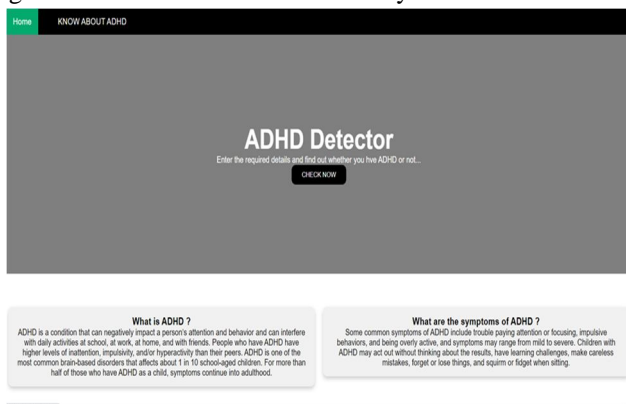 Home KNOW ABOUT ADHD
ADHD Detector
Enter the required details and find out whether you hve ADHD or not...
CHECK NOW
What is ADHD ?
ADHD is a condition that can negatively impact a person's attention and behavior and can interfere
with daily activities at school, at work, at home, and with friends. People who have ADHD have
higher levels of inattention, impulsivity, and/or hyperactivity than their peers. ADHD is one of the
most common brain-based disorders that affects about 1 in 10 school-aged children. For more than
half of those who have ADHD as a child, symptoms continue into adulthood.
What are the symptoms of ADHD ?
Some common symptoms of ADHD include trouble paying attention or focusing, impulsive
behaviors, and being overly active, and symptoms may range from mild to severe. Children with
ADHD may act out without thinking about the results, have learning challenges, make careless
mistakes, forget or lose things, and squirm or fidget when sitting.